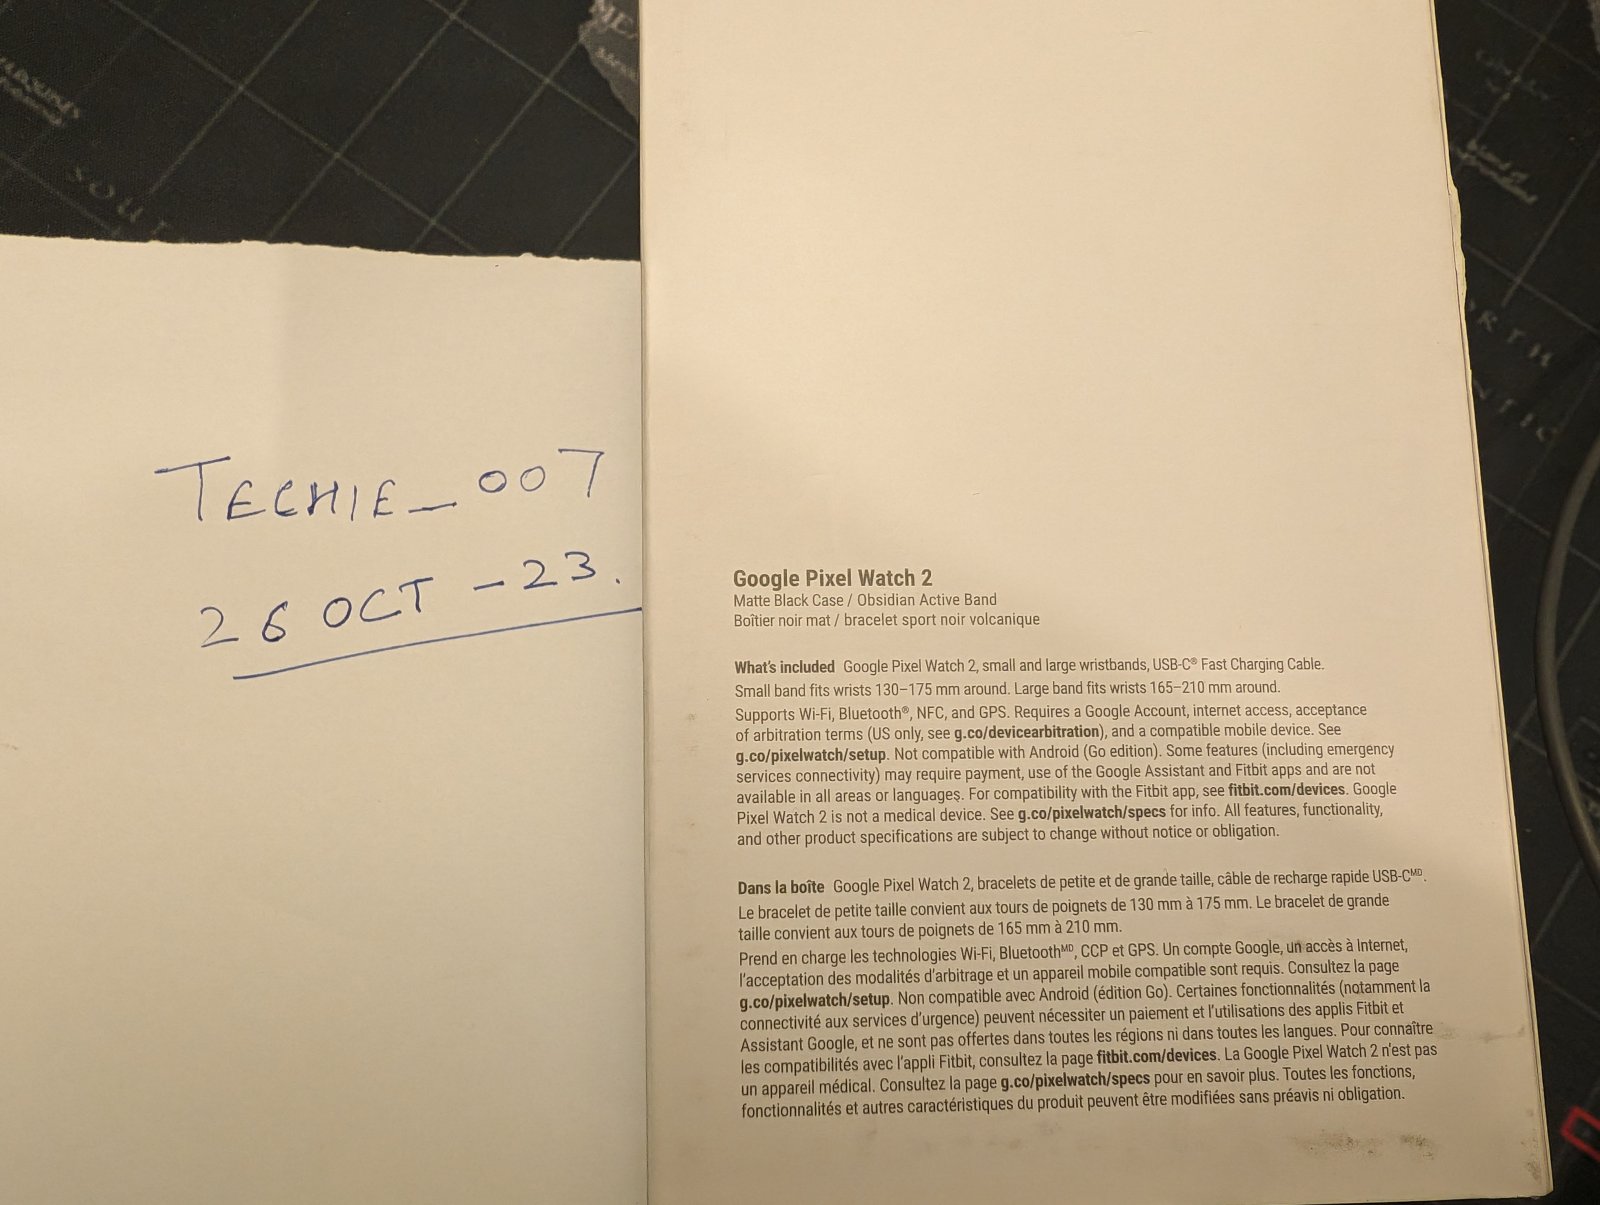 TECHIE_007
26 OCT - 23.
Google Pixel Watch 2
Matte Black Case / Obsidian Active Band
Boîtier noir mat / bracelet sport noir volcanique
What's included Google Pixel Watch 2, small and large wristbands, USB-C® Fast Charging Cable.
Small band fits wrists 130–175 mm around. Large band fits wrists 165–210 mm around.
Supports Wi-Fi, Bluetooth®, NFC, and GPS. Requires a Google Account, internet access, acceptance
of arbitration terms (US only, see g.co/devicearbitration), and a compatible mobile device. See
g.co/pixelwatch/setup. Not compatible with Android (Go edition). Some features (including emergency
services connectivity) may require payment, use of the Google Assistant and Fitbit apps and are not
available in all areas or languages. For compatibility with the Fitbit app, see fitbit.com/devices. Google
Pixel Watch 2 is not a medical device. See g.co/pixelwatch/specs for info. All features, functionality,
and other product specifications are subject to change without notice or obligation.
Dans la boîte Google Pixel Watch 2, bracelets de petite et de grande taille, câble de recharge rapide USB-Cᴹᴰ.
Le bracelet de petite taille convient aux tours de poignets de 130 mm à 175 mm. Le bracelet de grande
taille convient aux tours de poignets de 165 mm à 210 mm.
Prend en charge les technologies Wi-Fi, Bluetoothᴹᴰ, CCP et GPS. Un compte Google, un accès à Internet,
l'acceptation des modalités d'arbitrage et un appareil mobile compatible sont requis. Consultez la page
g.co/pixelwatch/setup. Non compatible avec Android (édition Go). Certaines fonctionnalités (notamment la
connectivité aux services d'urgence) peuvent nécessiter un paiement et l'utilisations des applis Fitbit et
Assistant Google, et ne sont pas offertes dans toutes les régions ni dans toutes les langues. Pour connaître
les compatibilités avec l'appli Fitbit, consultez la page fitbit.com/devices. La Google Pixel Watch 2 n'est pas
un appareil médical. Consultez la page g.co/pixelwatch/specs pour en savoir plus. Toutes les fonctions,
fonctionnalités et autres caractéristiques du produit peuvent être modifiées sans préavis ni obligation.